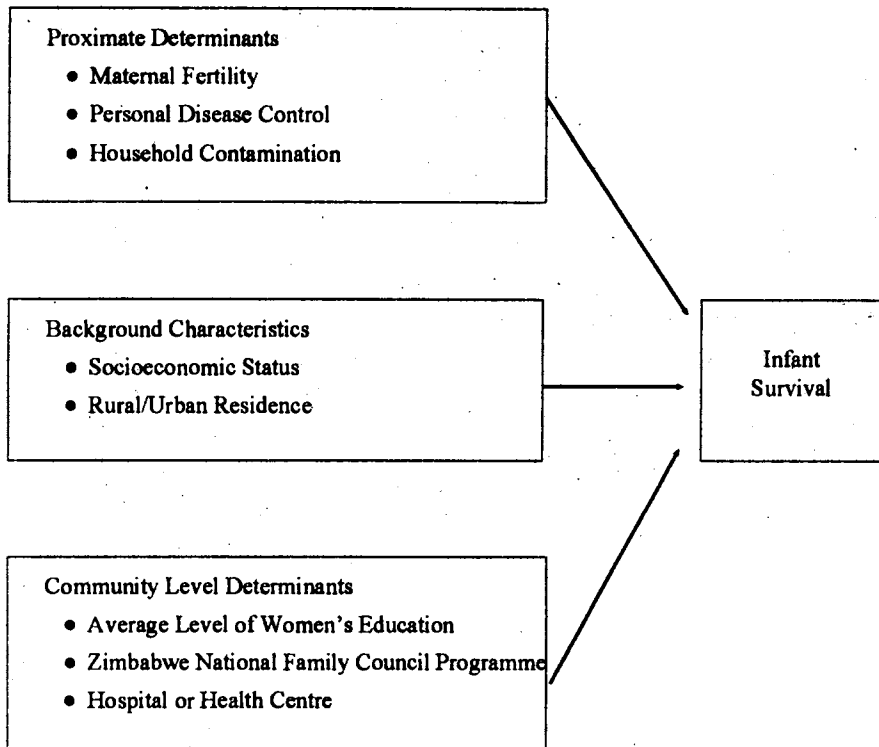 Proximate Determinants
● Maternal Fertility
● Personal Disease Control
● Household Contamination
Background Characteristics
● Socioeconomic Status
● Rural/Urban Residence
Infant
Survival
Community Level Determinants
● Average Level of Women's Education
● Zimbabwe National Family Council Programme
● Hospital or Health Centre